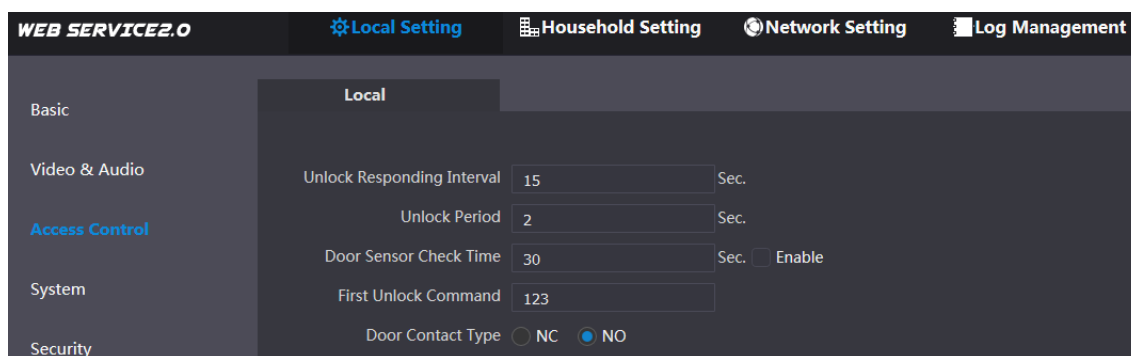 WEB SERVICE2.0 Local Setting Household Setting Network Setting Log Management
Local
Basic
Video & Audio
Access Control
System
Security
Unlock Responding Interval 15 Sec.
Unlock Period 2 Sec.
Door Sensor Check Time 30 Sec. Enable
First Unlock Command 123
Door Contact Type NC NO